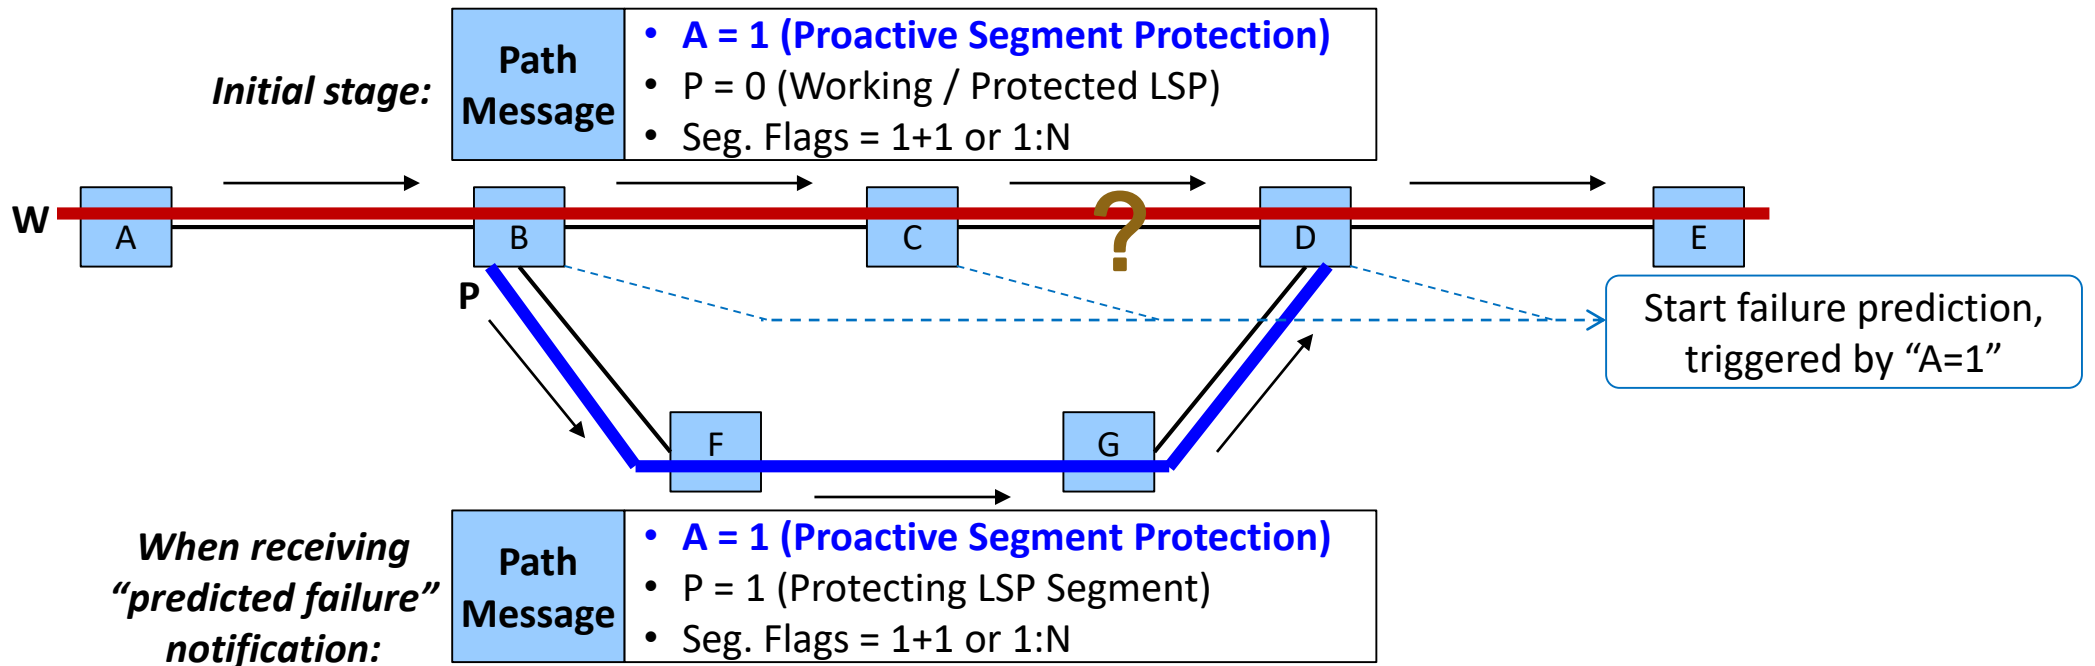 Initial stage:
Path
Message
• A = 1 (Proactive Segment Protection)
• P = 0 (Working / Protected LSP)
• Seg. Flags = 1+1 or 1:N
W
A
B
C
?
D
E
P
Start failure prediction,
triggered by “A=1”
F
G
When receiving
“predicted failure”
notification:
Path
Message
• A = 1 (Proactive Segment Protection)
• P = 1 (Protecting LSP Segment)
• Seg. Flags = 1+1 or 1:N